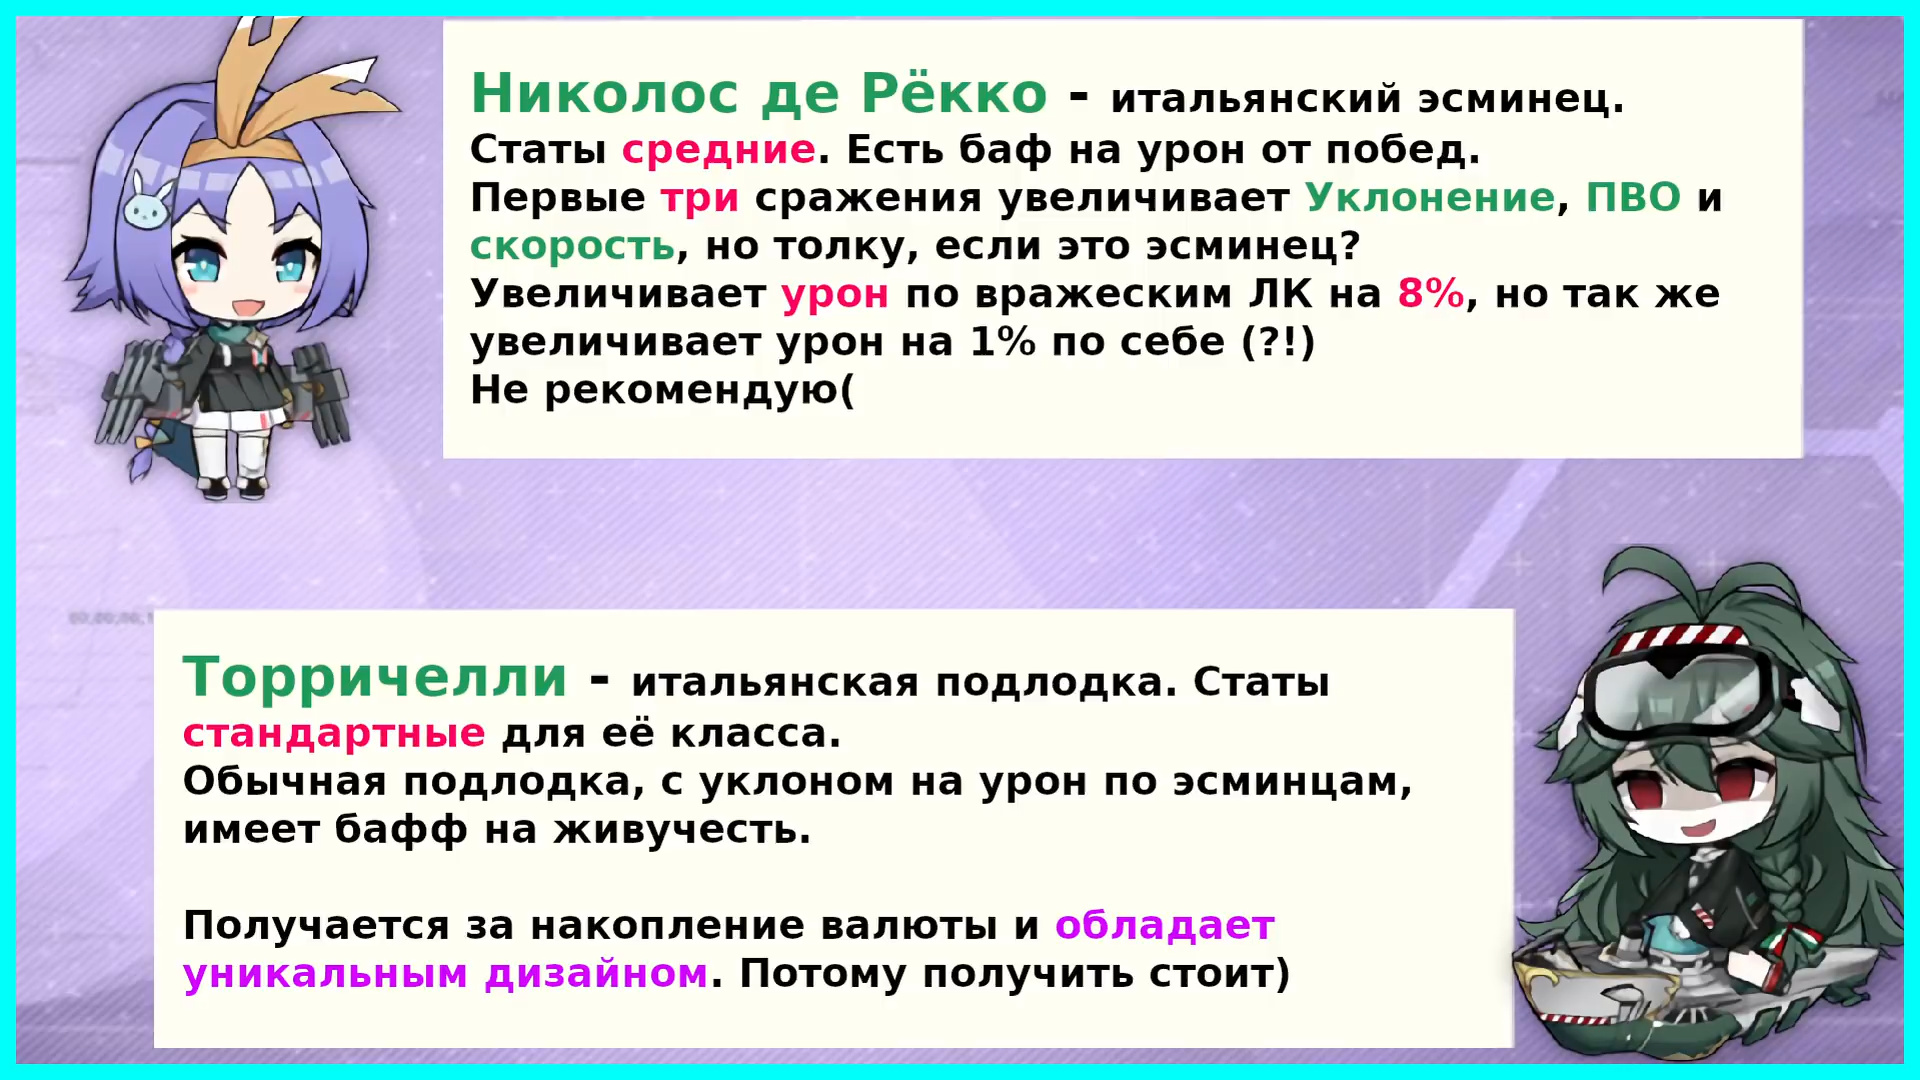 Николос де Рёкко - итальянский эсминец.
Статы средние. Есть баф на урон от побед.
Первые три сражения увеличивает Уклонение, ПВО и
скорость, но толку, если это эсминец?
Увеличивает урон по вражеским ЛК на 8%, но так же
увеличивает урон на 1% по себе (?!)
Не рекомендую(
Торричелли - итальянская подлодка. Статы
стандартные для её класса.
Обычная подлодка, с уклоном на урон по эсминцам,
имеет бафф на живучесть.
Получается за накопление валюты и обладает
уникальным дизайном. Потому получить стоит)